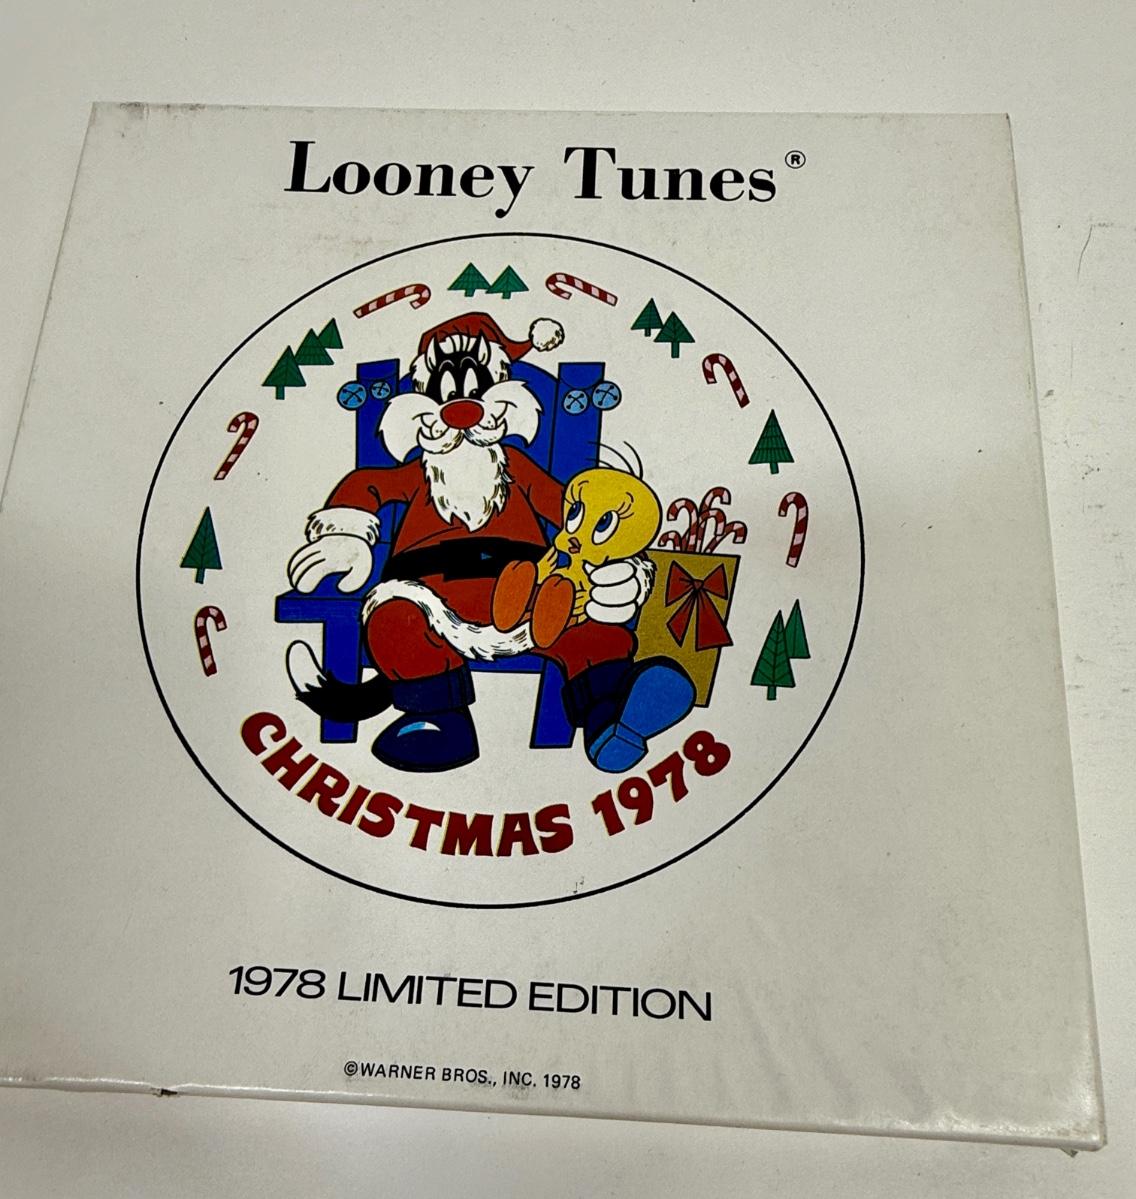 Looney Tunes®
CHRISTMAS 1978
1978 LIMITED EDITION
©WARNER BROS., INC. 1978